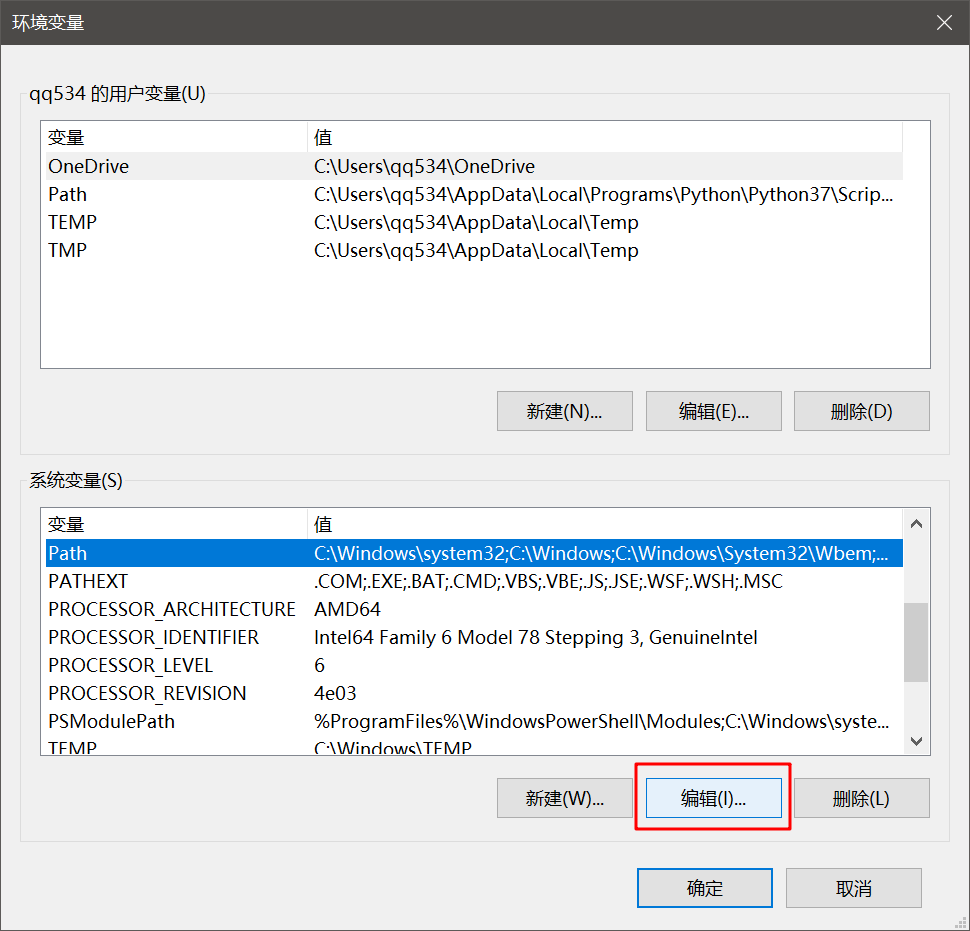 环境变量
qq534 的用户变量(U)
变量 值
OneDrive C:\Users\qq534\OneDrive
Path C:\Users\qq534\AppData\Local\Programs\Python\Python37\Scrip...
TEMP C:\Users\qq534\AppData\Local\Temp
TMP C:\Users\qq534\AppData\Local\Temp
新建(N)... 编辑(E)... 删除(D)
系统变量(S)
变量 值
Path C:\Windows\system32;C:\Windows;C:\Windows\System32\Wbem;...
PATHEXT .COM;.EXE;.BAT;.CMD;.VBS;.VBE;.JS;.JSE;.WSF;.WSH;.MSC
PROCESSOR_ARCHITECTURE AMD64
PROCESSOR_IDENTIFIER Intel64 Family 6 Model 78 Stepping 3, GenuineIntel
PROCESSOR_LEVEL 6
PROCESSOR_REVISION 4e03
PSModulePath %ProgramFiles%\WindowsPowerShell\Modules;C:\Windows\syste...
TEMP C:\Windows\TEMP
新建(W)... 编辑(I)... 删除(L)
确定 取消